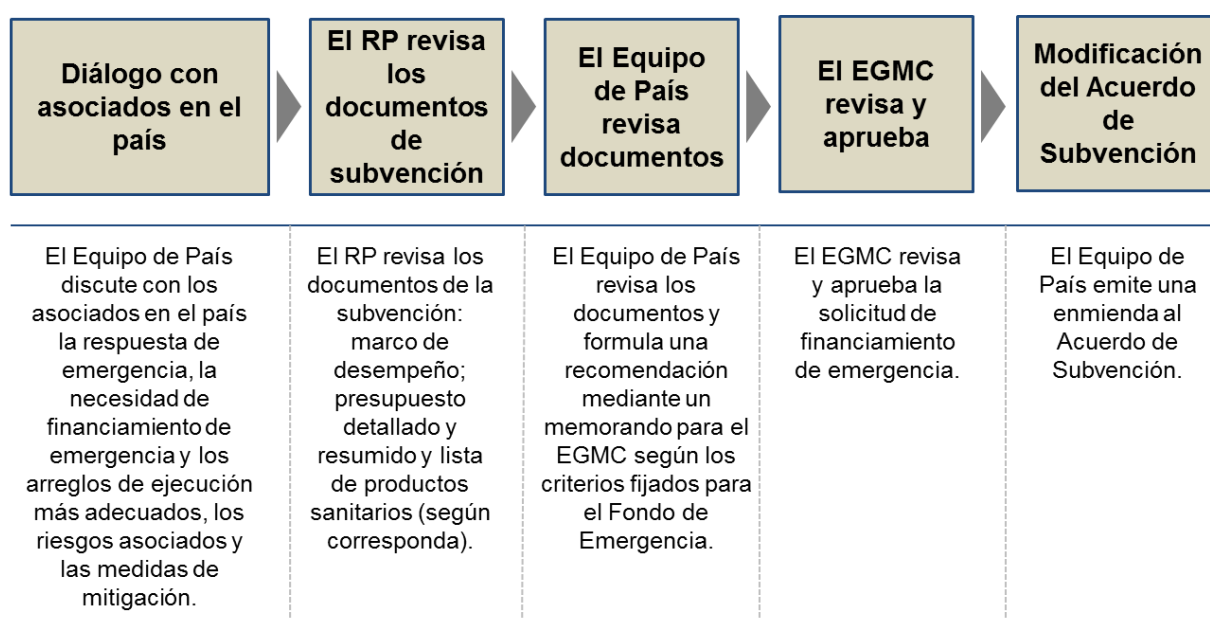 Diálogo con
asociados en el
país
El RP revisa
los
documentos
de
subvención
El Equipo
de País
revisa
documentos
El EGMC
revisa y
aprueba
Modificación
del Acuerdo
de
Subvención
El Equipo de País
discute con los
asociados en el país
la respuesta de
emergencia, la
necesidad de
financiamiento de
emergencia y los
arreglos de ejecución
más adecuados, los
riesgos asociados y
las medidas de
mitigación.
El RP revisa los
documentos de la
subvención:
marco de
desempeño;
presupuesto
detallado y
resumido y lista
de productos
sanitarios (según
corresponda).
El Equipo de País
revisa los
documentos y
formula una
recomendación
mediante un
memorando para el
EGMC según los
criterios fijados para
el Fondo de
Emergencia.
El EGMC revisa
y aprueba la
solicitud de
financiamiento
de emergencia.
El Equipo de
País emite una
enmienda al
Acuerdo de
Subvención.